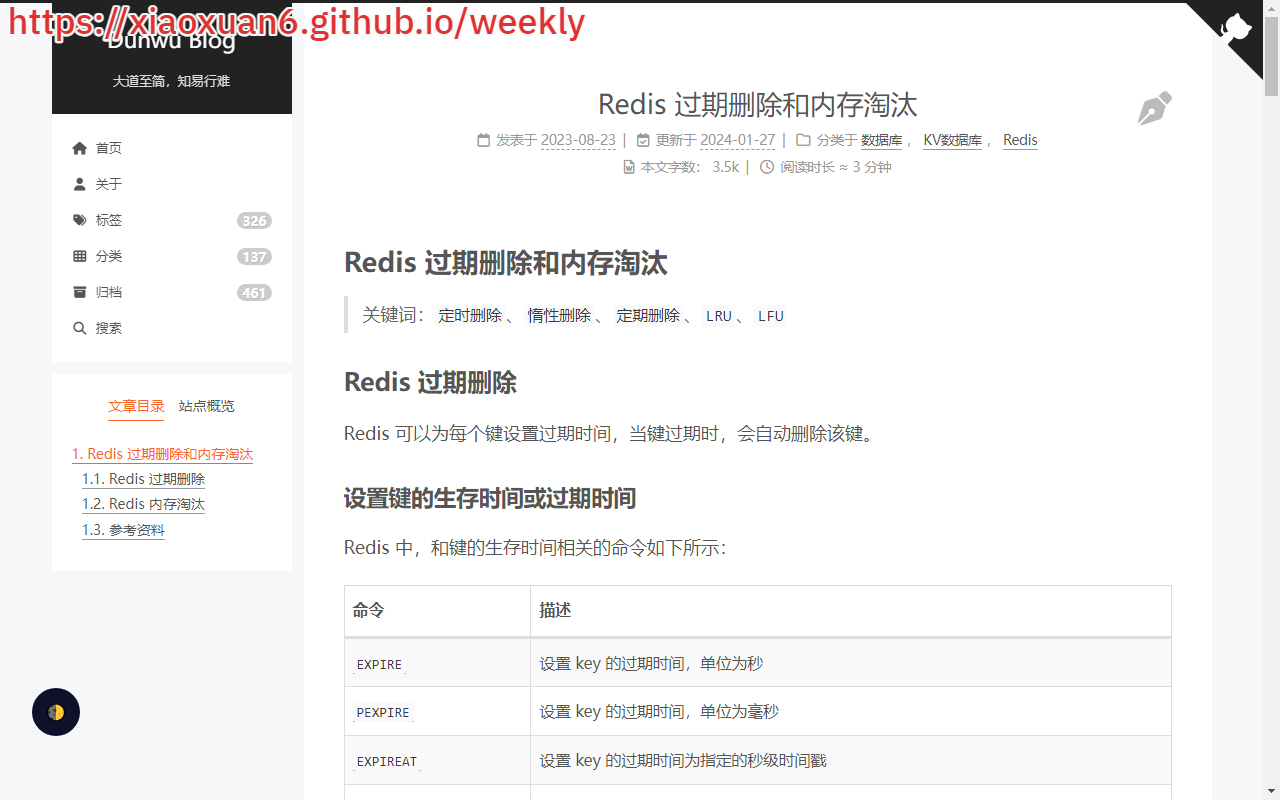 https://xiaoxuan6.github.io/weekly
Dunwu Blog
大道至简，知易行难
首页
关于
标签 326
分类 137
归档 461
搜索
文章目录 站点概览
1. Redis 过期删除和内存淘汰
1.1. Redis 过期删除
1.2. Redis 内存淘汰
1.3. 参考资料
Redis 过期删除和内存淘汰
发表于 2023-08-23 | 更新于 2024-01-27 | 分类于 数据库 ， KV数据库 ， Redis
本文字数： 3.5k | 阅读时长 ≈ 3 分钟
Redis 过期删除和内存淘汰
关键词： 定时删除 、 惰性删除 、 定期删除 、 LRU 、 LFU
Redis 过期删除
Redis 可以为每个键设置过期时间，当键过期时，会自动删除该键。
设置键的生存时间或过期时间
Redis 中，和键的生存时间相关的命令如下所示：
命令 描述
EXPIRE 设置 key 的过期时间，单位为秒
PEXPIRE 设置 key 的过期时间，单位为毫秒
EXPIREAT 设置 key 的过期时间为指定的秒级时间戳